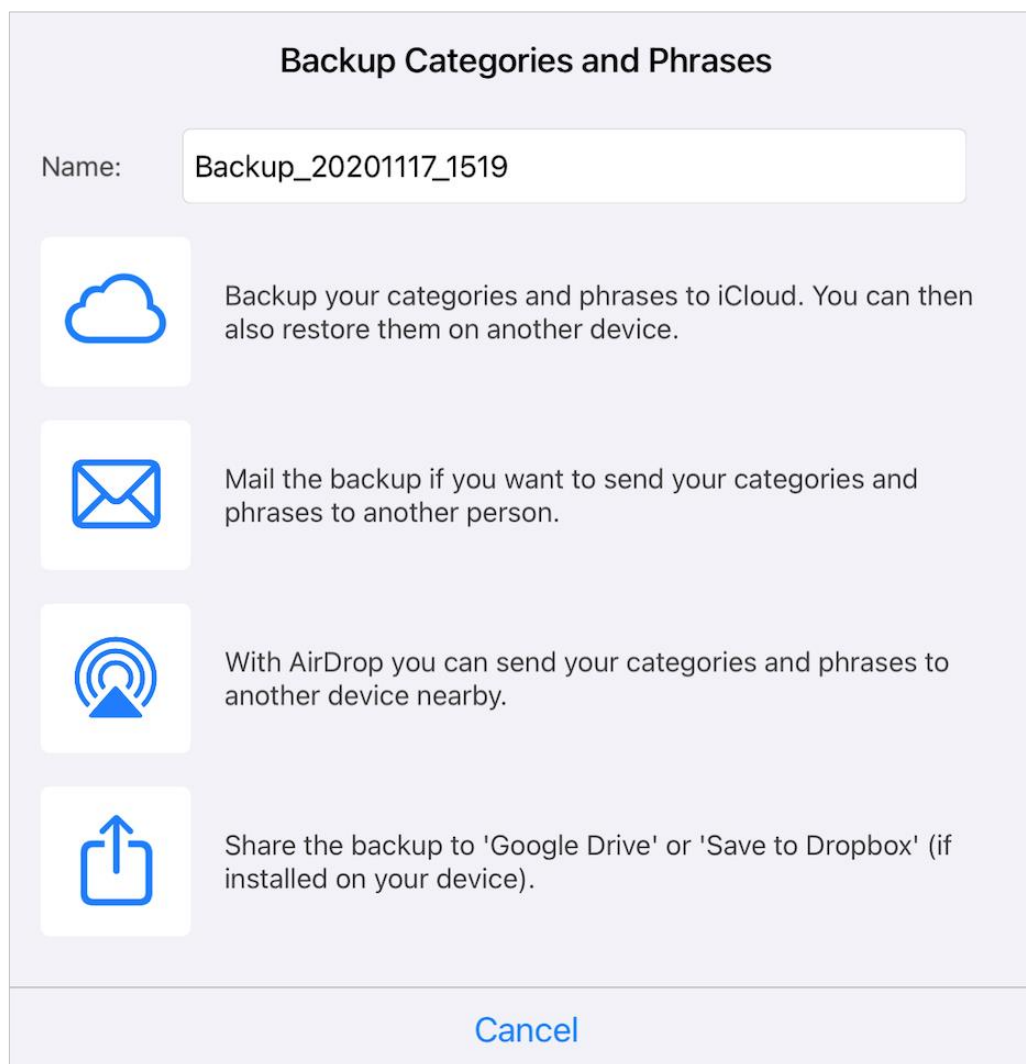 Backup Categories and Phrases
Name:
Backup_20201117_1519
Backup your categories and phrases to iCloud. You can then
also restore them on another device.
Mail the backup if you want to send your categories and
phrases to another person.
With AirDrop you can send your categories and phrases to
another device nearby.
Share the backup to 'Google Drive' or 'Save to Dropbox' (if
installed on your device).
Cancel